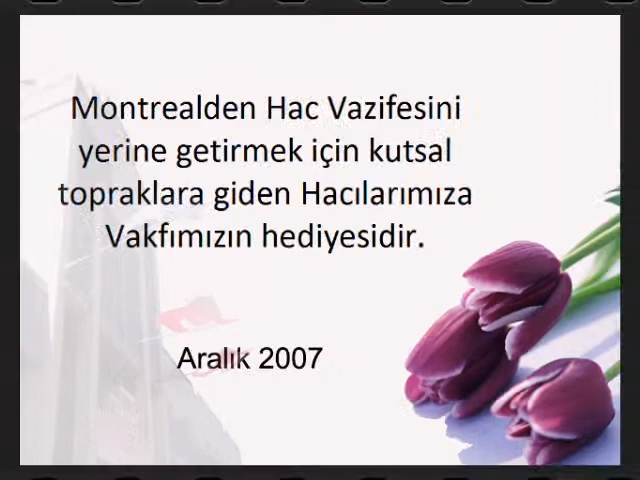 Montrealden Hac Vazifesini
yerine getirmek için kutsal
topraklara giden Hacılarımıza
Vakfımızın hediyesidir.
Aralık 2007